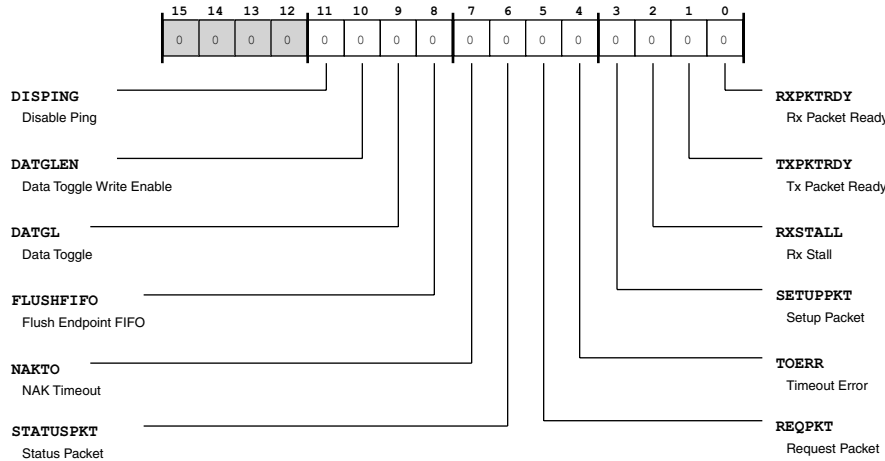 15 14 13 12 11 10 9 8 7 6 5 4 3 2 1 0
0 0 0 0 0 0 0 0 0 0 0 0 0 0 0 0
DISPING
Disable Ping
DATGLEN
Data Toggle Write Enable
DATGL
Data Toggle
FLUSHFIFO
Flush Endpoint FIFO
NAKTO
NAK Timeout
STATUSPKT
Status Packet
RXPKTRDY
Rx Packet Ready
TXPKTRDY
Tx Packet Ready
RXSTALL
Rx Stall
SETUPPKT
Setup Packet
TOERR
Timeout Error
REQPKT
Request Packet